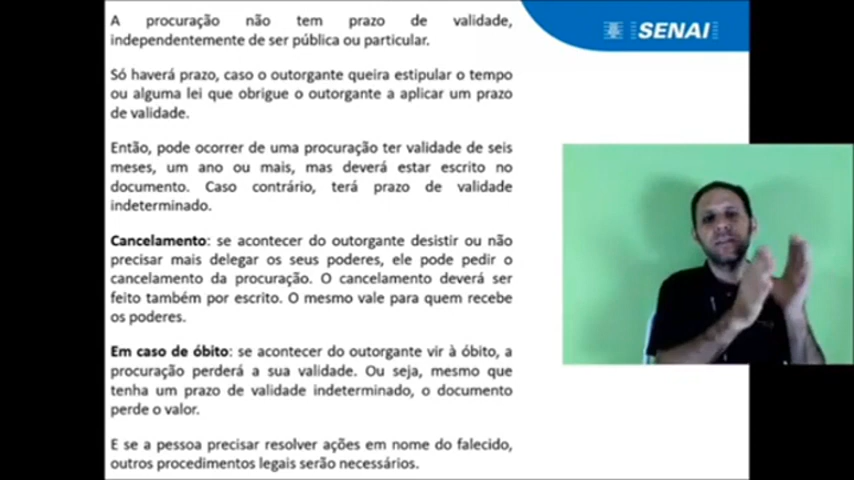 A procuração não tem prazo de validade,
independentemente de ser pública ou particular.
Só haverá prazo, caso o outorgante queira estipular o tempo
ou alguma lei que obrigue o outorgante a aplicar um prazo
de validade.
Então, pode ocorrer de uma procuração ter validade de seis
meses, um ano ou mais, mas deverá estar escrito no
documento. Caso contrário, terá prazo de validade
indeterminado.
Cancelamento: se acontecer do outorgante desistir ou não
precisar mais delegar os seus poderes, ele pode pedir o
cancelamento da procuração. O cancelamento deverá ser
feito também por escrito. O mesmo vale para quem recebe
os poderes.
Em caso de óbito: se acontecer do outorgante vir à óbito, a
procuração perderá a sua validade. Ou seja, mesmo que
tenha um prazo de validade indeterminado, o documento
perde o valor.
E se a pessoa precisar resolver ações em nome do falecido,
outros procedimentos legais serão necessários.
SENAI